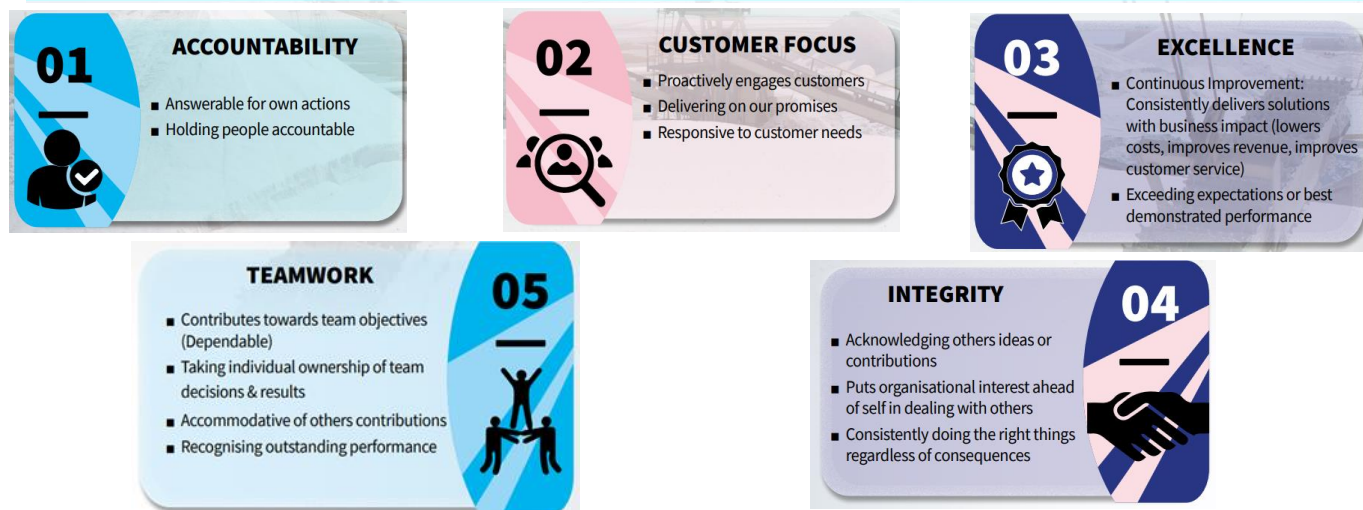 01
ACCOUNTABILITY
■ Answerable for own actions
■ Holding people accountable
02
CUSTOMER FOCUS
■ Proactively engages customers
■ Delivering on our promises
■ Responsive to customer needs
03
EXCELLENCE
■ Continuous Improvement:
Consistently delivers solutions
with business impact (lowers
costs, improves revenue, improves
customer service)
■ Exceeding expectations or best
demonstrated performance
TEAMWORK
05
■ Contributes towards team objectives
(Dependable)
■ Taking individual ownership of team
decisions & results
■ Accommodative of others contributions
■ Recognising outstanding performance
INTEGRITY
04
■ Acknowledging others ideas or
contributions
■ Puts organisational interest ahead
of self in dealing with others
■ Consistently doing the right things
regardless of consequences